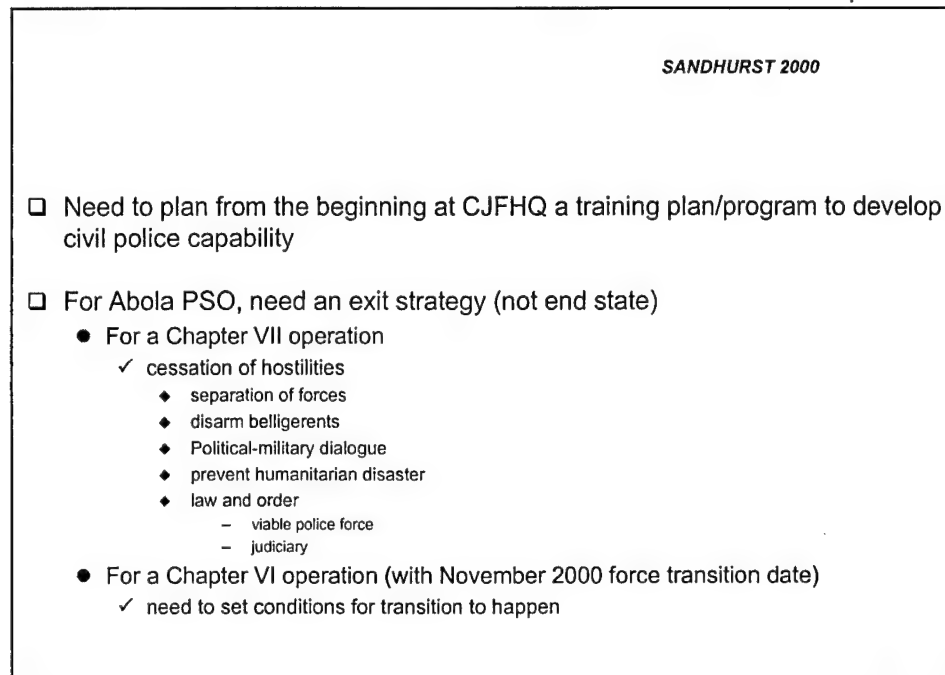 SANDHURST 2000
❑ Need to plan from the beginning at CJFHQ a training plan/program to develop
civil police capability
❑ For Abola PSO, need an exit strategy (not end state)
● For a Chapter VII operation
✓ cessation of hostilities
◆ separation of forces
◆ disarm belligerents
◆ Political-military dialogue
◆ prevent humanitarian disaster
◆ law and order
– viable police force
– judiciary
● For a Chapter VI operation (with November 2000 force transition date)
✓ need to set conditions for transition to happen